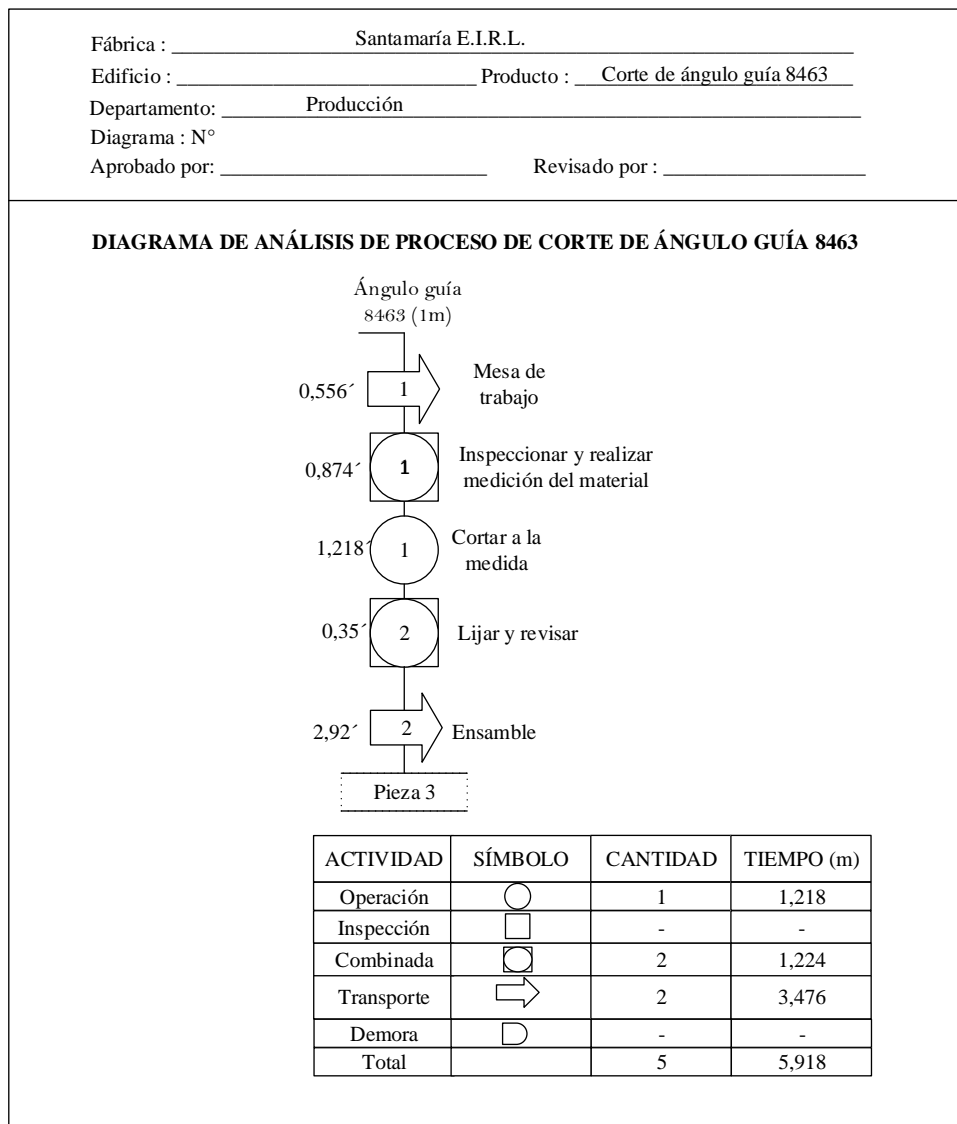 Fábrica : Santamaría E.I.R.L.
Edificio : Producto : Corte de ángulo guía 8463
Departamento: Producción
Diagrama : N°
Aprobado por: Revisado por :
DIAGRAMA DE ANÁLISIS DE PROCESO DE CORTE DE ÁNGULO GUÍA 8463
Ángulo guía
8463 (1m)
0,556´ 1 Mesa de
trabajo
0,874´ 1 Inspeccionar y realizar
medición del material
1,218´ 1 Cortar a la
medida
0,35´ 2 Lijar y revisar
2,92´ 2 Ensamble
Pieza 3
ACTIVIDAD SÍMBOLO CANTIDAD TIEMPO (m)
Operación 1 1,218
Inspección - -
Combinada 2 1,224
Transporte 2 3,476
Demora - -
Total 5 5,918